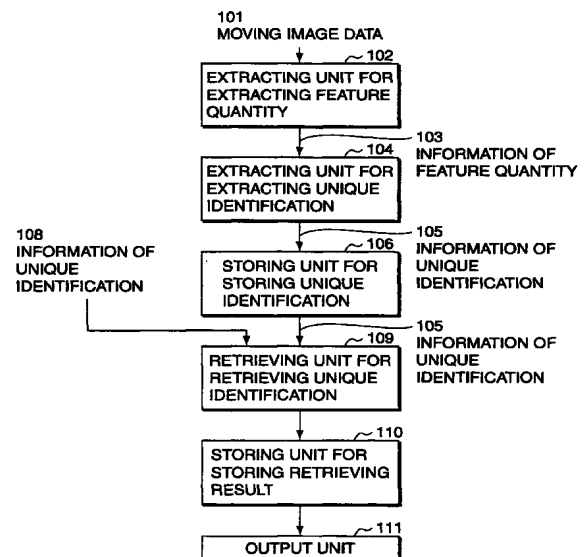 101
MOVING IMAGE DATA
102
EXTRACTING UNIT FOR
EXTRACTING FEATURE
QUANTITY
103
INFORMATION OF
FEATURE QUANTITY
104
EXTRACTING UNIT FOR
EXTRACTING UNIQUE
IDENTIFICATION
105
INFORMATION OF
UNIQUE
IDENTIFICATION
106
STORING UNIT FOR
STORING UNIQUE
IDENTIFICATION
108
INFORMATION OF
UNIQUE
IDENTIFICATION
105
INFORMATION OF
UNIQUE
IDENTIFICATION
109
RETRIEVING UNIT FOR
RETRIEVING UNIQUE
IDENTIFICATION
110
STORING UNIT FOR
STORING RETRIEVING
RESULT
111
OUTPUT UNIT